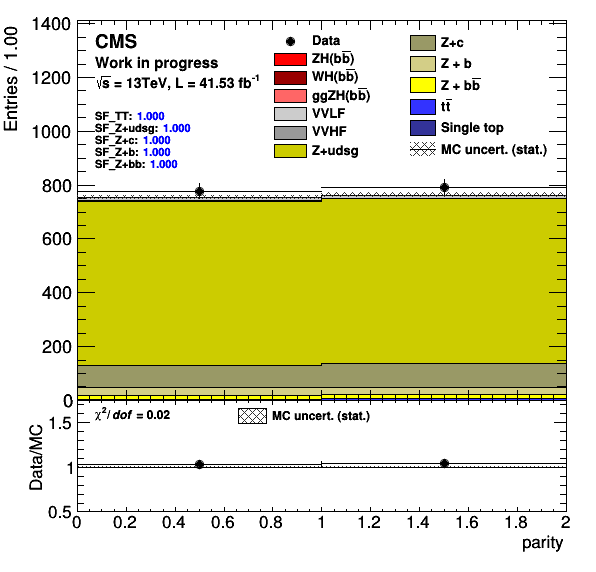 Entries / 1.00
1400
1200
1000
800
600
400
200
0
CMS
Work in progress
√s = 13TeV, L = 41.53 fb⁻¹
SF_TT: 1.000
SF_Z+udsg: 1.000
SF_Z+c: 1.000
SF_Z+b: 1.000
SF_Z+bb: 1.000
Data
ZH(bb̅)
WH(bb̅)
ggZH(bb̅)
VVLF
VVHF
Z+udsg
Z+c
Z + b
Z + bb̅
tt̅
Single top
MC uncert. (stat.)
Data/MC
1.5
1
0.5
χ²/dof = 0.02
MC uncert. (stat.)
0 0.2 0.4 0.6 0.8 1 1.2 1.4 1.6 1.8 2
parity